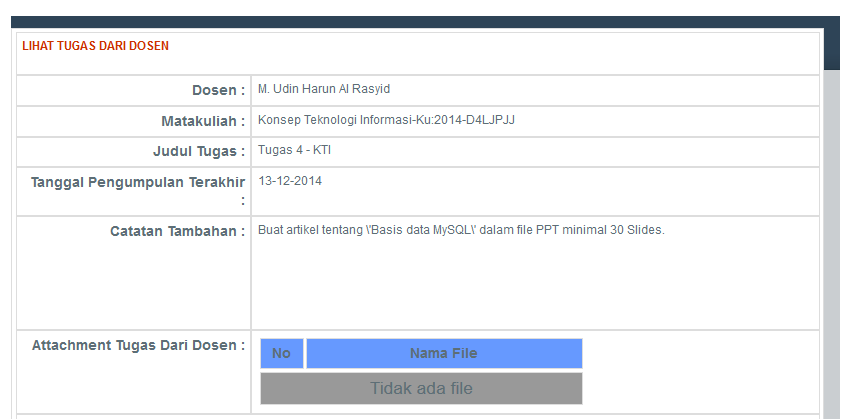 LIHAT TUGAS DARI DOSEN
Dosen : M. Udin Harun Al Rasyid
Matakuliah : Konsep Teknologi Informasi-Ku:2014-D4LJPJJ
Judul Tugas : Tugas 4 - KTI
Tanggal Pengumpulan Terakhir 13-12-2014
:
Catatan Tambahan : Buat artikel tentang \'Basis data MySQL\' dalam file PPT minimal 30 Slides.
Attachment Tugas Dari Dosen : No Nama File
Tidak ada file